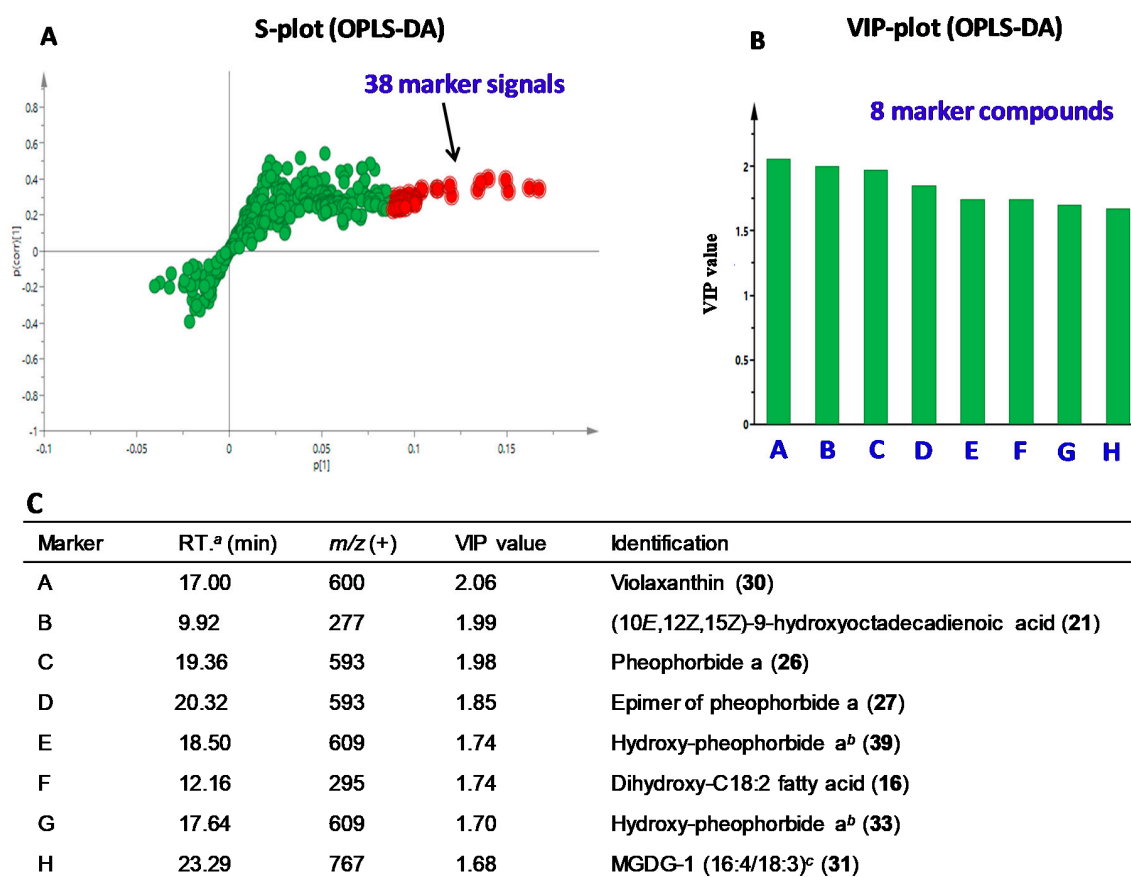 A
S-plot (OPLS-DA)
38 marker signals
0.8
0.6
0.4
0.2
0
-0.2
-0.4
-0.6
-0.8
-1
p(corr)[1]
-0.1 -0.05 0 0.05 0.1 0.15
p[1]
B
VIP-plot (OPLS-DA)
8 marker compounds
2
1.5
1
0.5
0
VIP value
A B C D E F G H
C
Marker RT.ᵃ (min) m/z (+) VIP value Identification
A 17.00 600 2.06 Violaxanthin (30)
B 9.92 277 1.99 (10E,12Z,15Z)-9-hydroxyoctadecadienoic acid (21)
C 19.36 593 1.98 Pheophorbide a (26)
D 20.32 593 1.85 Epimer of pheophorbide a (27)
E 18.50 609 1.74 Hydroxy-pheophorbide aᵇ (39)
F 12.16 295 1.74 Dihydroxy-C18:2 fatty acid (16)
G 17.64 609 1.70 Hydroxy-pheophorbide aᵇ (33)
H 23.29 767 1.68 MGDG-1 (16:4/18:3)ᶜ (31)